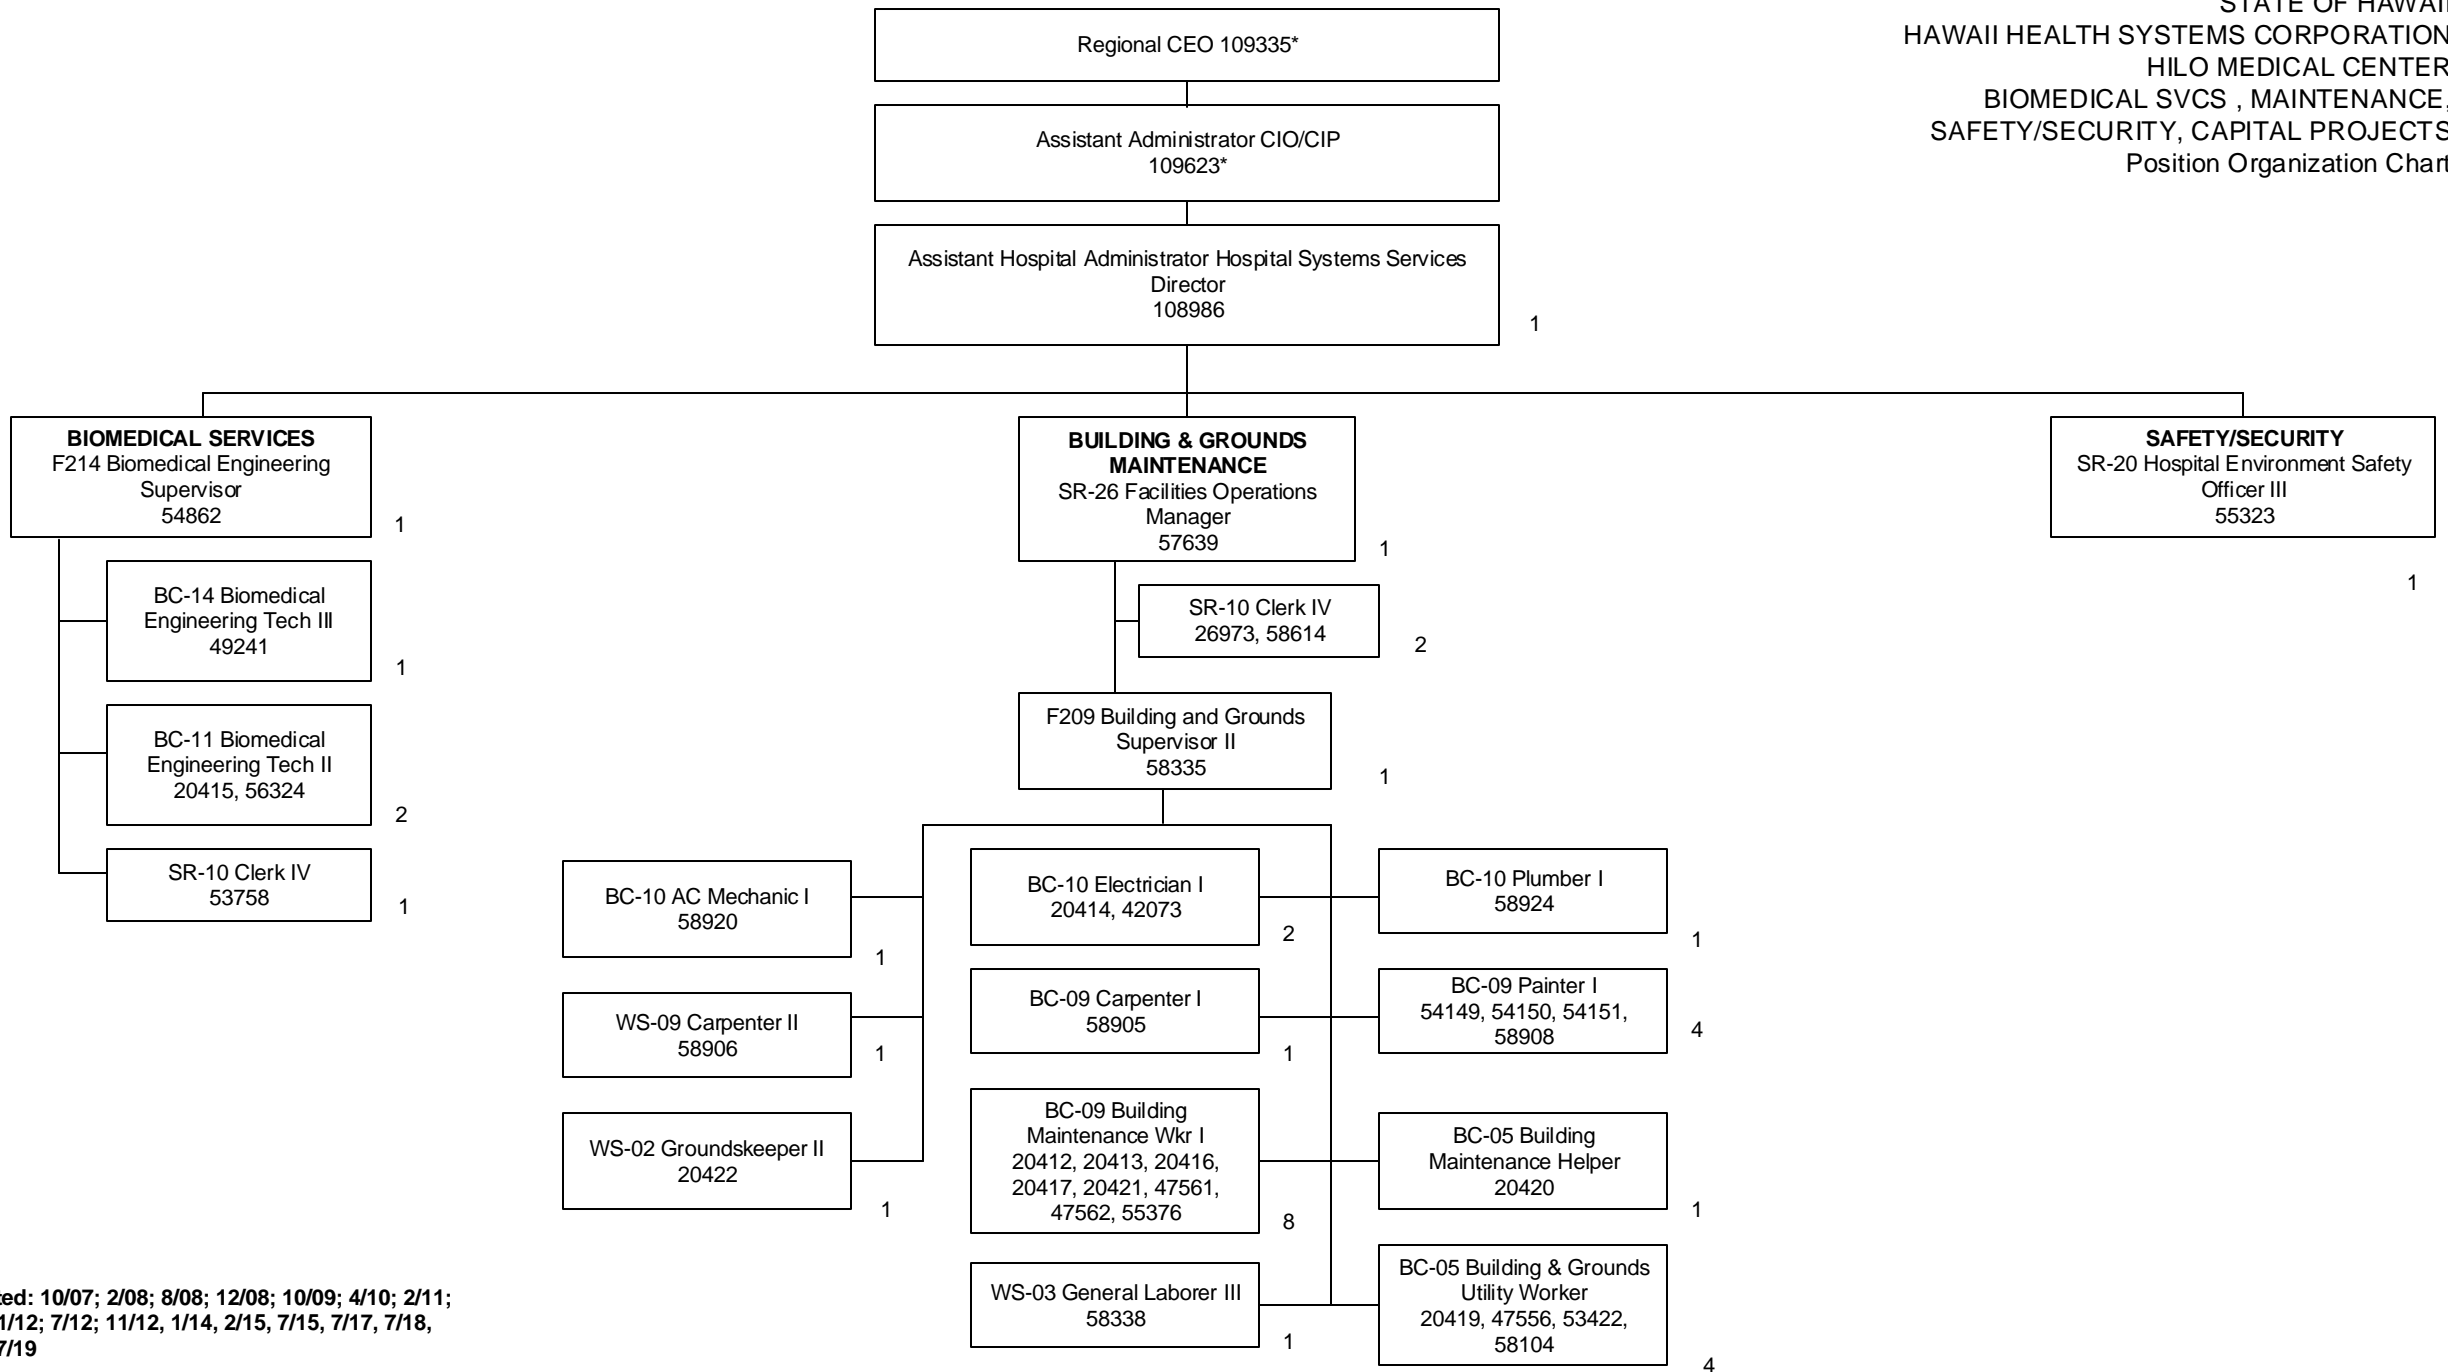 STATE OF HAWAII
HAWAII HEALTH SYSTEMS CORPORATION
HILO MEDICAL CENTER
BIOMEDICAL SVCS , MAINTENANCE,
SAFETY/SECURITY, CAPITAL PROJECTS
Position Organization Chart
Regional CEO 109335*
Assistant Administrator CIO/CIP
109623*
Assistant Hospital Administrator Hospital Systems Services
Director
108986
1
BIOMEDICAL SERVICES
F214 Biomedical Engineering
Supervisor
54862
1
BC-14 Biomedical
Engineering Tech III
49241
1
BC-11 Biomedical
Engineering Tech II
20415, 56324
2
SR-10 Clerk IV
53758
1
BUILDING & GROUNDS
MAINTENANCE
SR-26 Facilities Operations
Manager
57639
1
SR-10 Clerk IV
26973, 58614
2
F209 Building and Grounds
Supervisor II
58335
1
BC-10 AC Mechanic I
58920
1
WS-09 Carpenter II
58906
1
WS-02 Groundskeeper II
20422
1
BC-10 Electrician I
20414, 42073
2
BC-09 Carpenter I
58905
1
BC-09 Building
Maintenance Wkr I
20412, 20413, 20416,
20417, 20421, 47561,
47562, 55376
8
WS-03 General Laborer III
58338
1
BC-10 Plumber I
58924
1
BC-09 Painter I
54149, 54150, 54151,
58908
4
BC-05 Building
Maintenance Helper
20420
1
BC-05 Building & Grounds
Utility Worker
20419, 47556, 53422,
58104
4
SAFETY/SECURITY
SR-20 Hospital Environment Safety
Officer III
55323
1
10/07; 2/08; 8/08; 12/08; 10/09; 4/10; 2/11;
7/12; 11/12, 1/14, 2/15, 7/15, 7/17, 7/18,
7/19